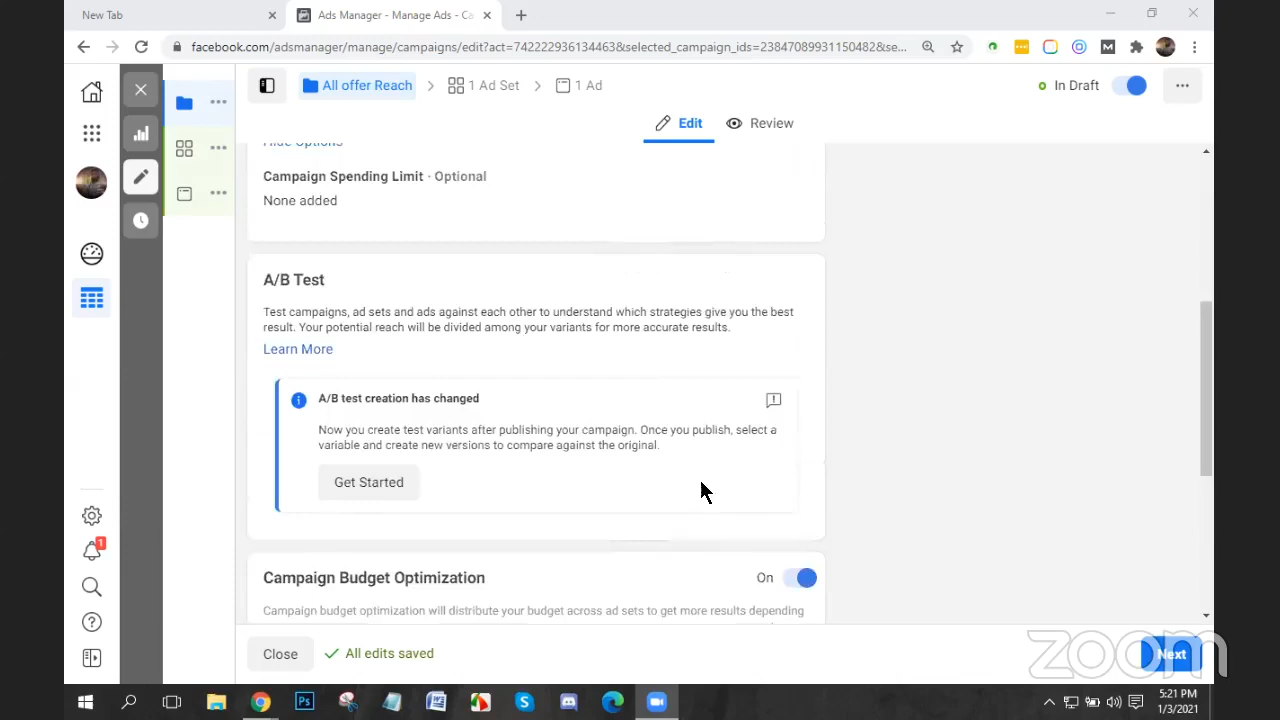 New Tab
Ads Manager - Manage Ads - Ca
facebook.com/adsmanager/manage/campaigns/edit?act=742222936134463&selected_campaign_ids=23847089931150482&se...
All offer Reach
1 Ad Set
1 Ad
In Draft
Edit
Review
Hide Options
Campaign Spending Limit · Optional
None added
A/B Test
Test campaigns, ad sets and ads against each other to understand which strategies give you the best
result. Your potential reach will be divided among your variants for more accurate results.
Learn More
A/B test creation has changed
Now you create test variants after publishing your campaign. Once you publish, select a
variable and create new versions to compare against the original.
Get Started
Campaign Budget Optimization
On
Campaign budget optimization will distribute your budget across ad sets to get more results depending
1
Close
All edits saved
Next
zoom
5:21 PM
1/3/2021